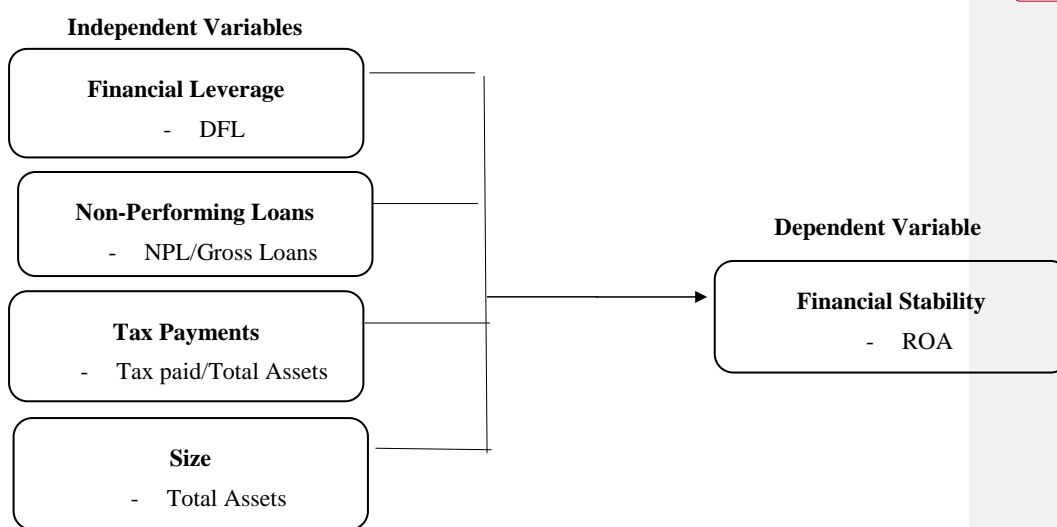 Independent Variables
Financial Leverage
- DFL
Non-Performing Loans
- NPL/Gross Loans
Tax Payments
- Tax paid/Total Assets
Size
- Total Assets
Dependent Variable
Financial Stability
- ROA